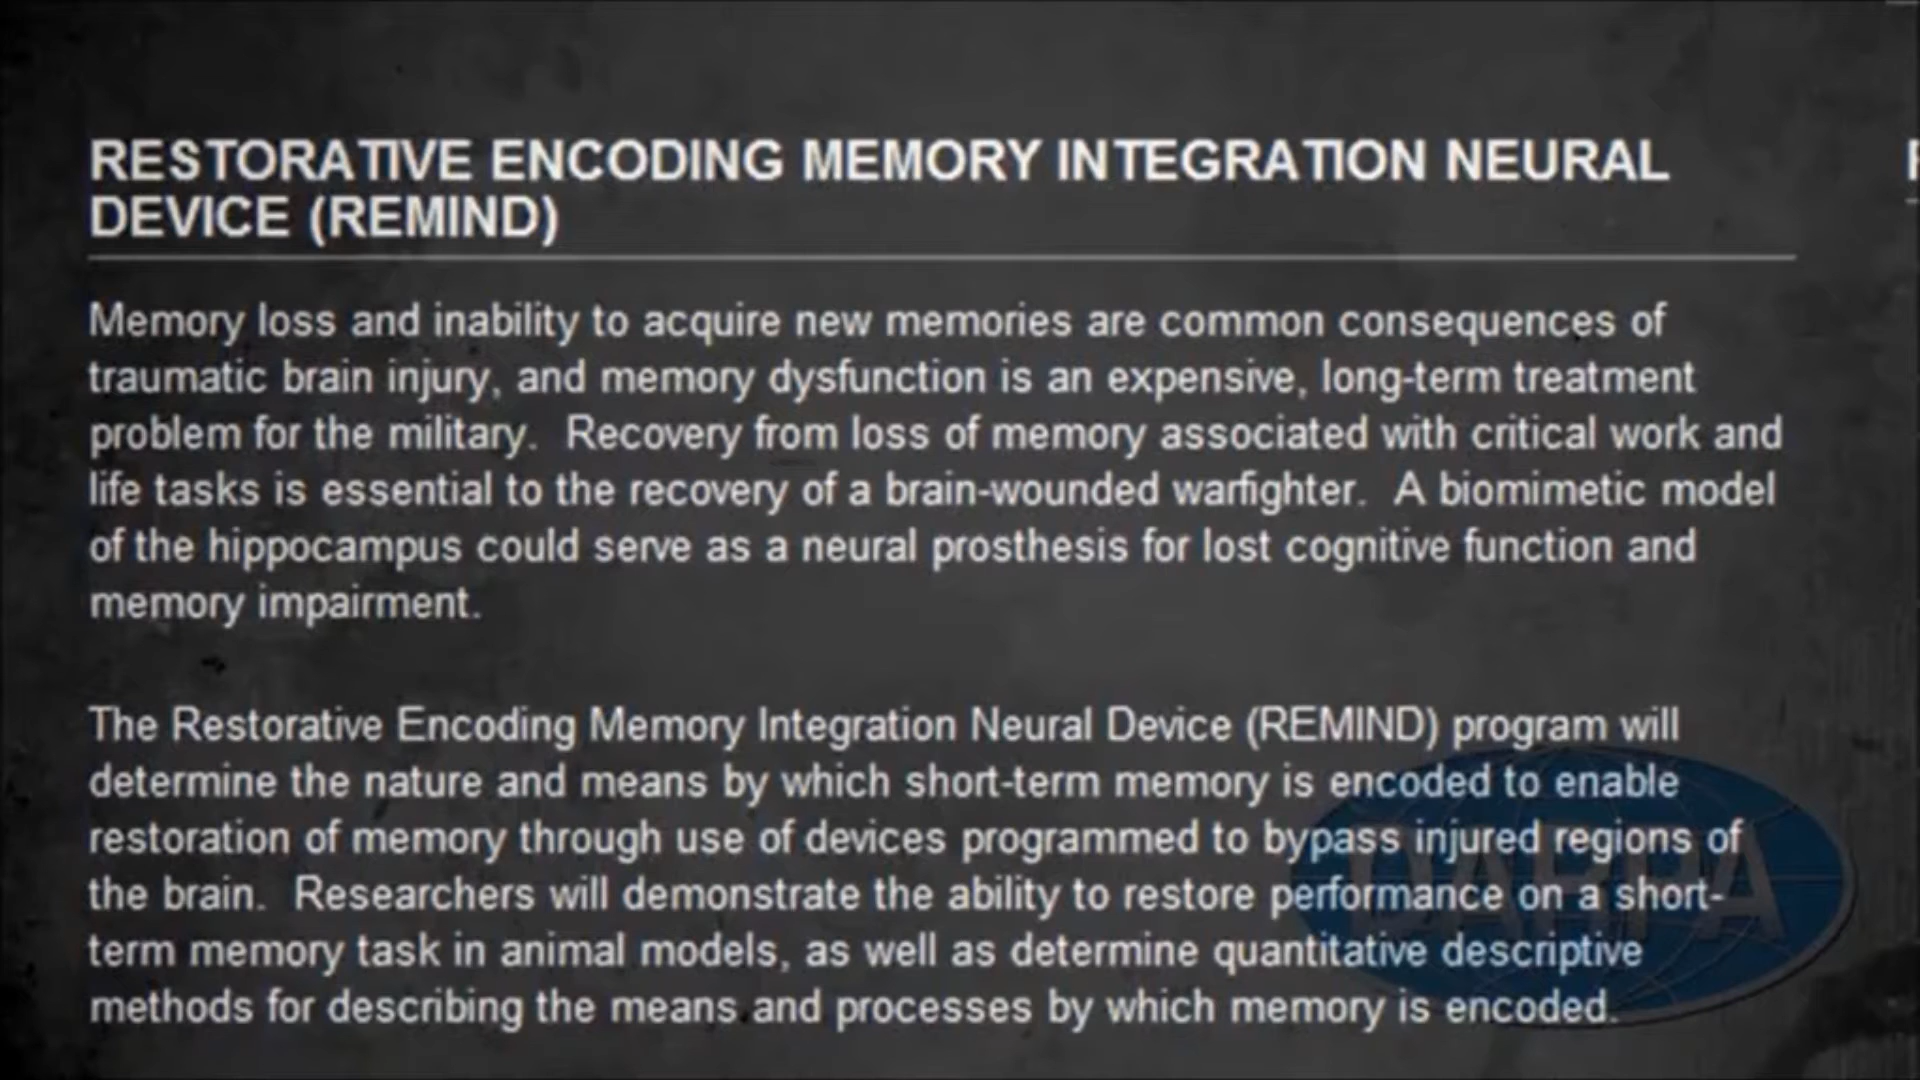 RESTORATIVE ENCODING MEMORY INTEGRATION NEURAL
DEVICE (REMIND)
Memory loss and inability to acquire new memories are common consequences of
traumatic brain injury, and memory dysfunction is an expensive, long-term treatment
problem for the military.  Recovery from loss of memory associated with critical work and
life tasks is essential to the recovery of a brain-wounded warfighter.  A biomimetic model
of the hippocampus could serve as a neural prosthesis for lost cognitive function and
memory impairment.
The Restorative Encoding Memory Integration Neural Device (REMIND) program will
determine the nature and means by which short-term memory is encoded to enable
restoration of memory through use of devices programmed to bypass injured regions of
the brain.  Researchers will demonstrate the ability to restore performance on a short-
term memory task in animal models, as well as determine quantitative descriptive
methods for describing the means and processes by which memory is encoded.
DARPA